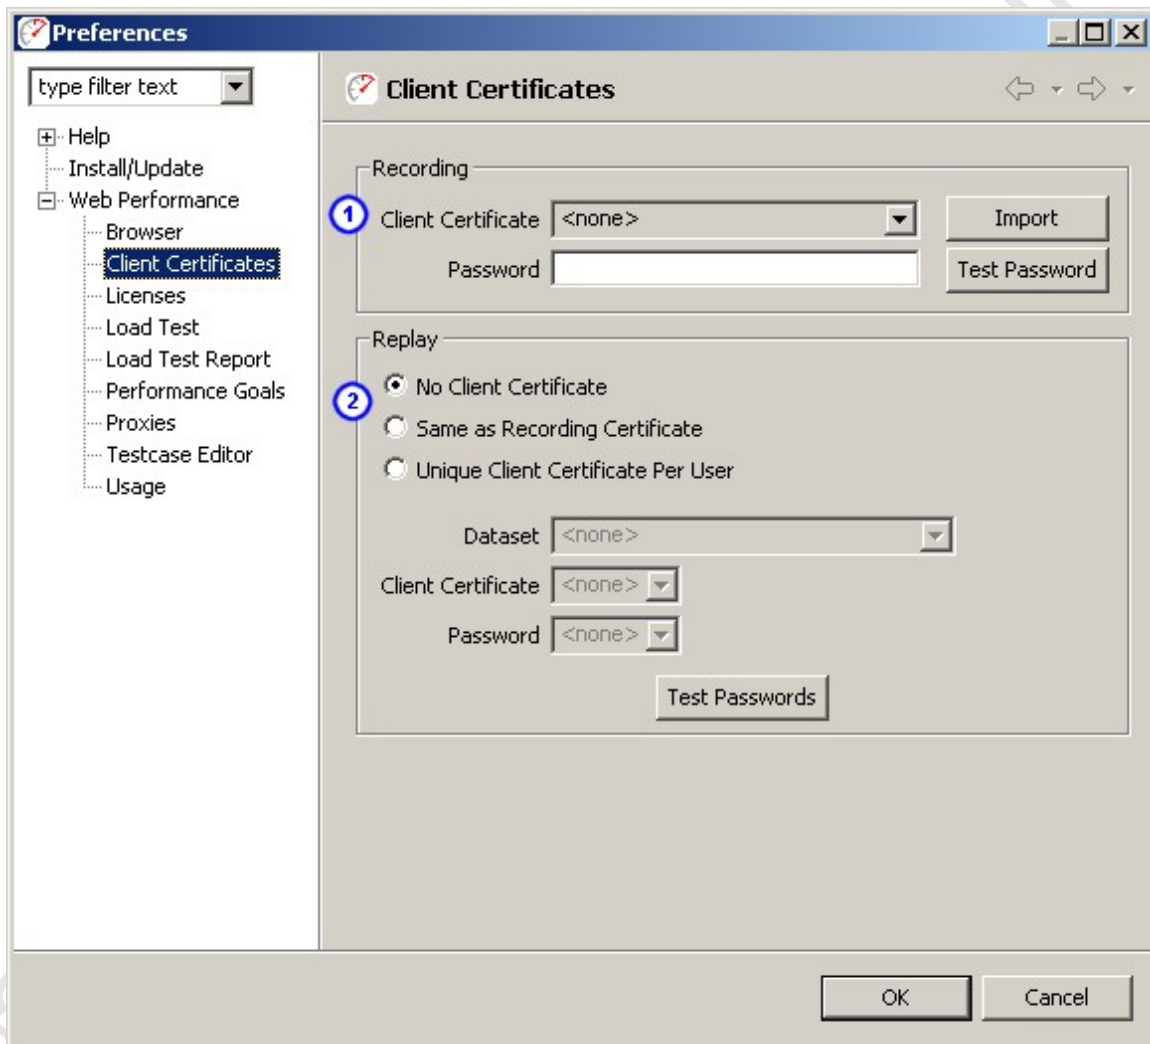 Preferences
type filter text
Help
Install/Update
Web Performance
Browser
Client Certificates
Licenses
Load Test
Load Test Report
Performance Goals
Proxies
Testcase Editor
Usage
Client Certificates
Recording
1
Client Certificate <none> Import
Password Test Password
Replay
2
No Client Certificate
Same as Recording Certificate
Unique Client Certificate Per User
Dataset <none>
Client Certificate <none>
Password <none>
Test Passwords
OK Cancel